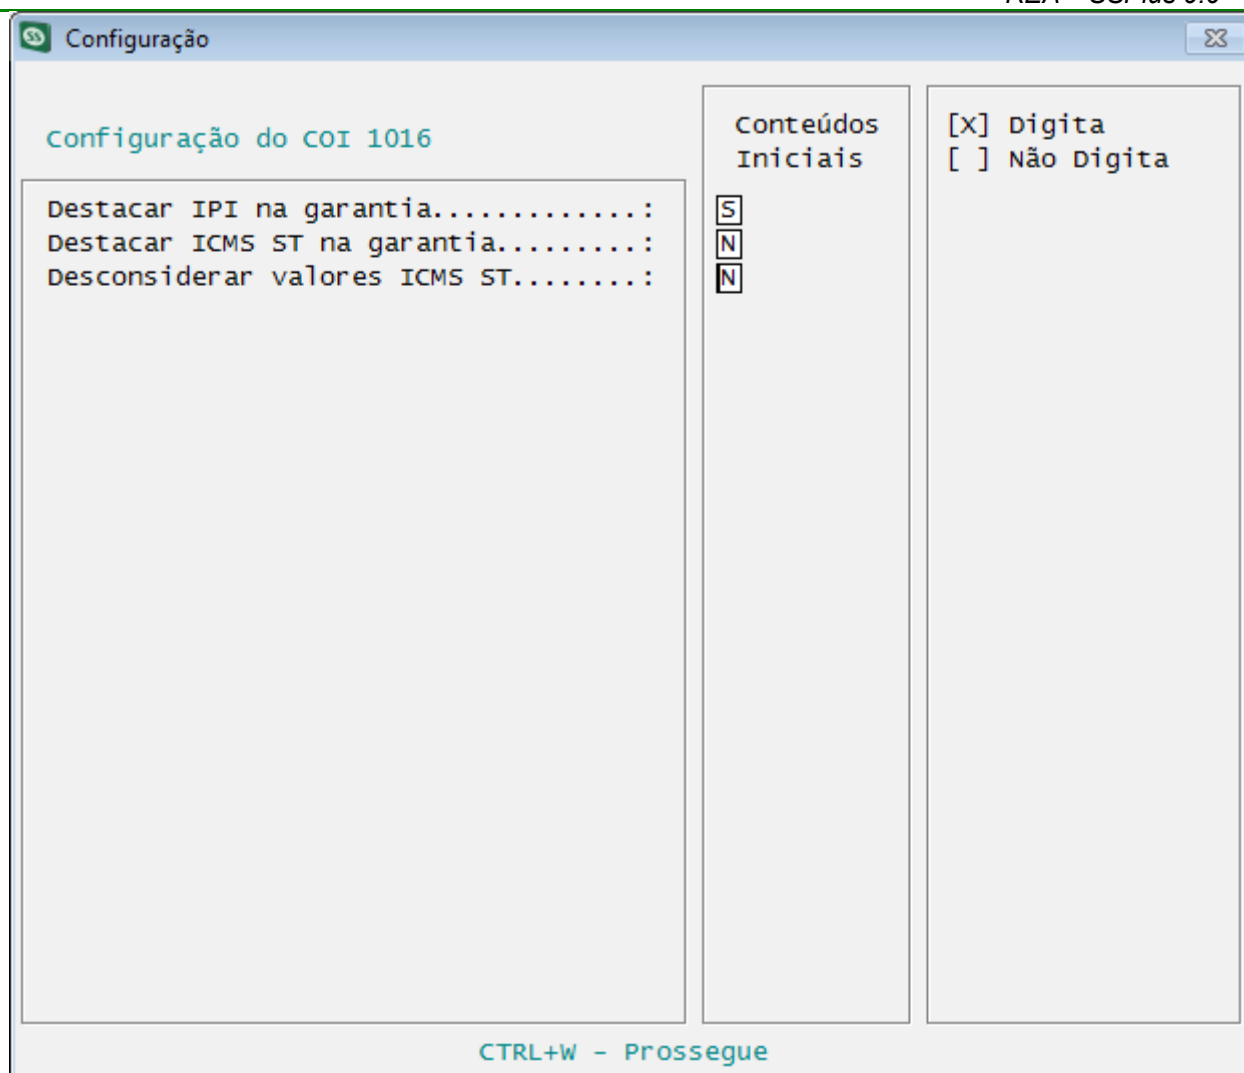 Configuração
Configuração do COI 1016
Conteúdos
Iniciais
[X] Digita
[ ] Não Digita
Destacar IPI na garantia.............: S
Destacar ICMS ST na garantia.........: N
Desconsiderar valores ICMS ST........: N
CTRL+W - Prossegue